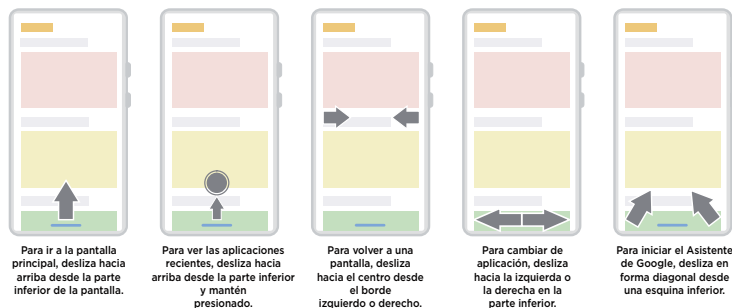 Para ir a la pantalla
principal, desliza hacia
arriba desde la parte
inferior de la pantalla.
Para ver las aplicaciones
recientes, desliza hacia
arriba desde la parte inferior
y mantén
presionado.
Para volver a una
pantalla, desliza
hacia el centro desde
el borde
izquierdo o derecho.
Para cambiar de
aplicación, desliza
hacia la izquierda o
la derecha en la
parte inferior.
Para iniciar el Asistente
de Google, desliza en
forma diagonal desde
una esquina inferior.